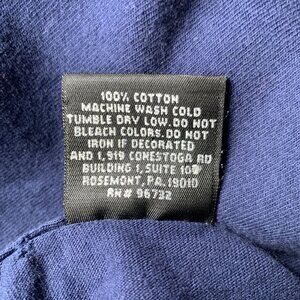 100% COTTON
MACHINE WASH COLD
TUMBLE DRY LOW. DO NOT
BLEACH COLORS. DO NOT
IRON IF DECORATED
AND 1, 919 CONESTOGA RD
BUILDING 1, SUITE 100
ROSEMONT, PA. 19010
RN# 96732